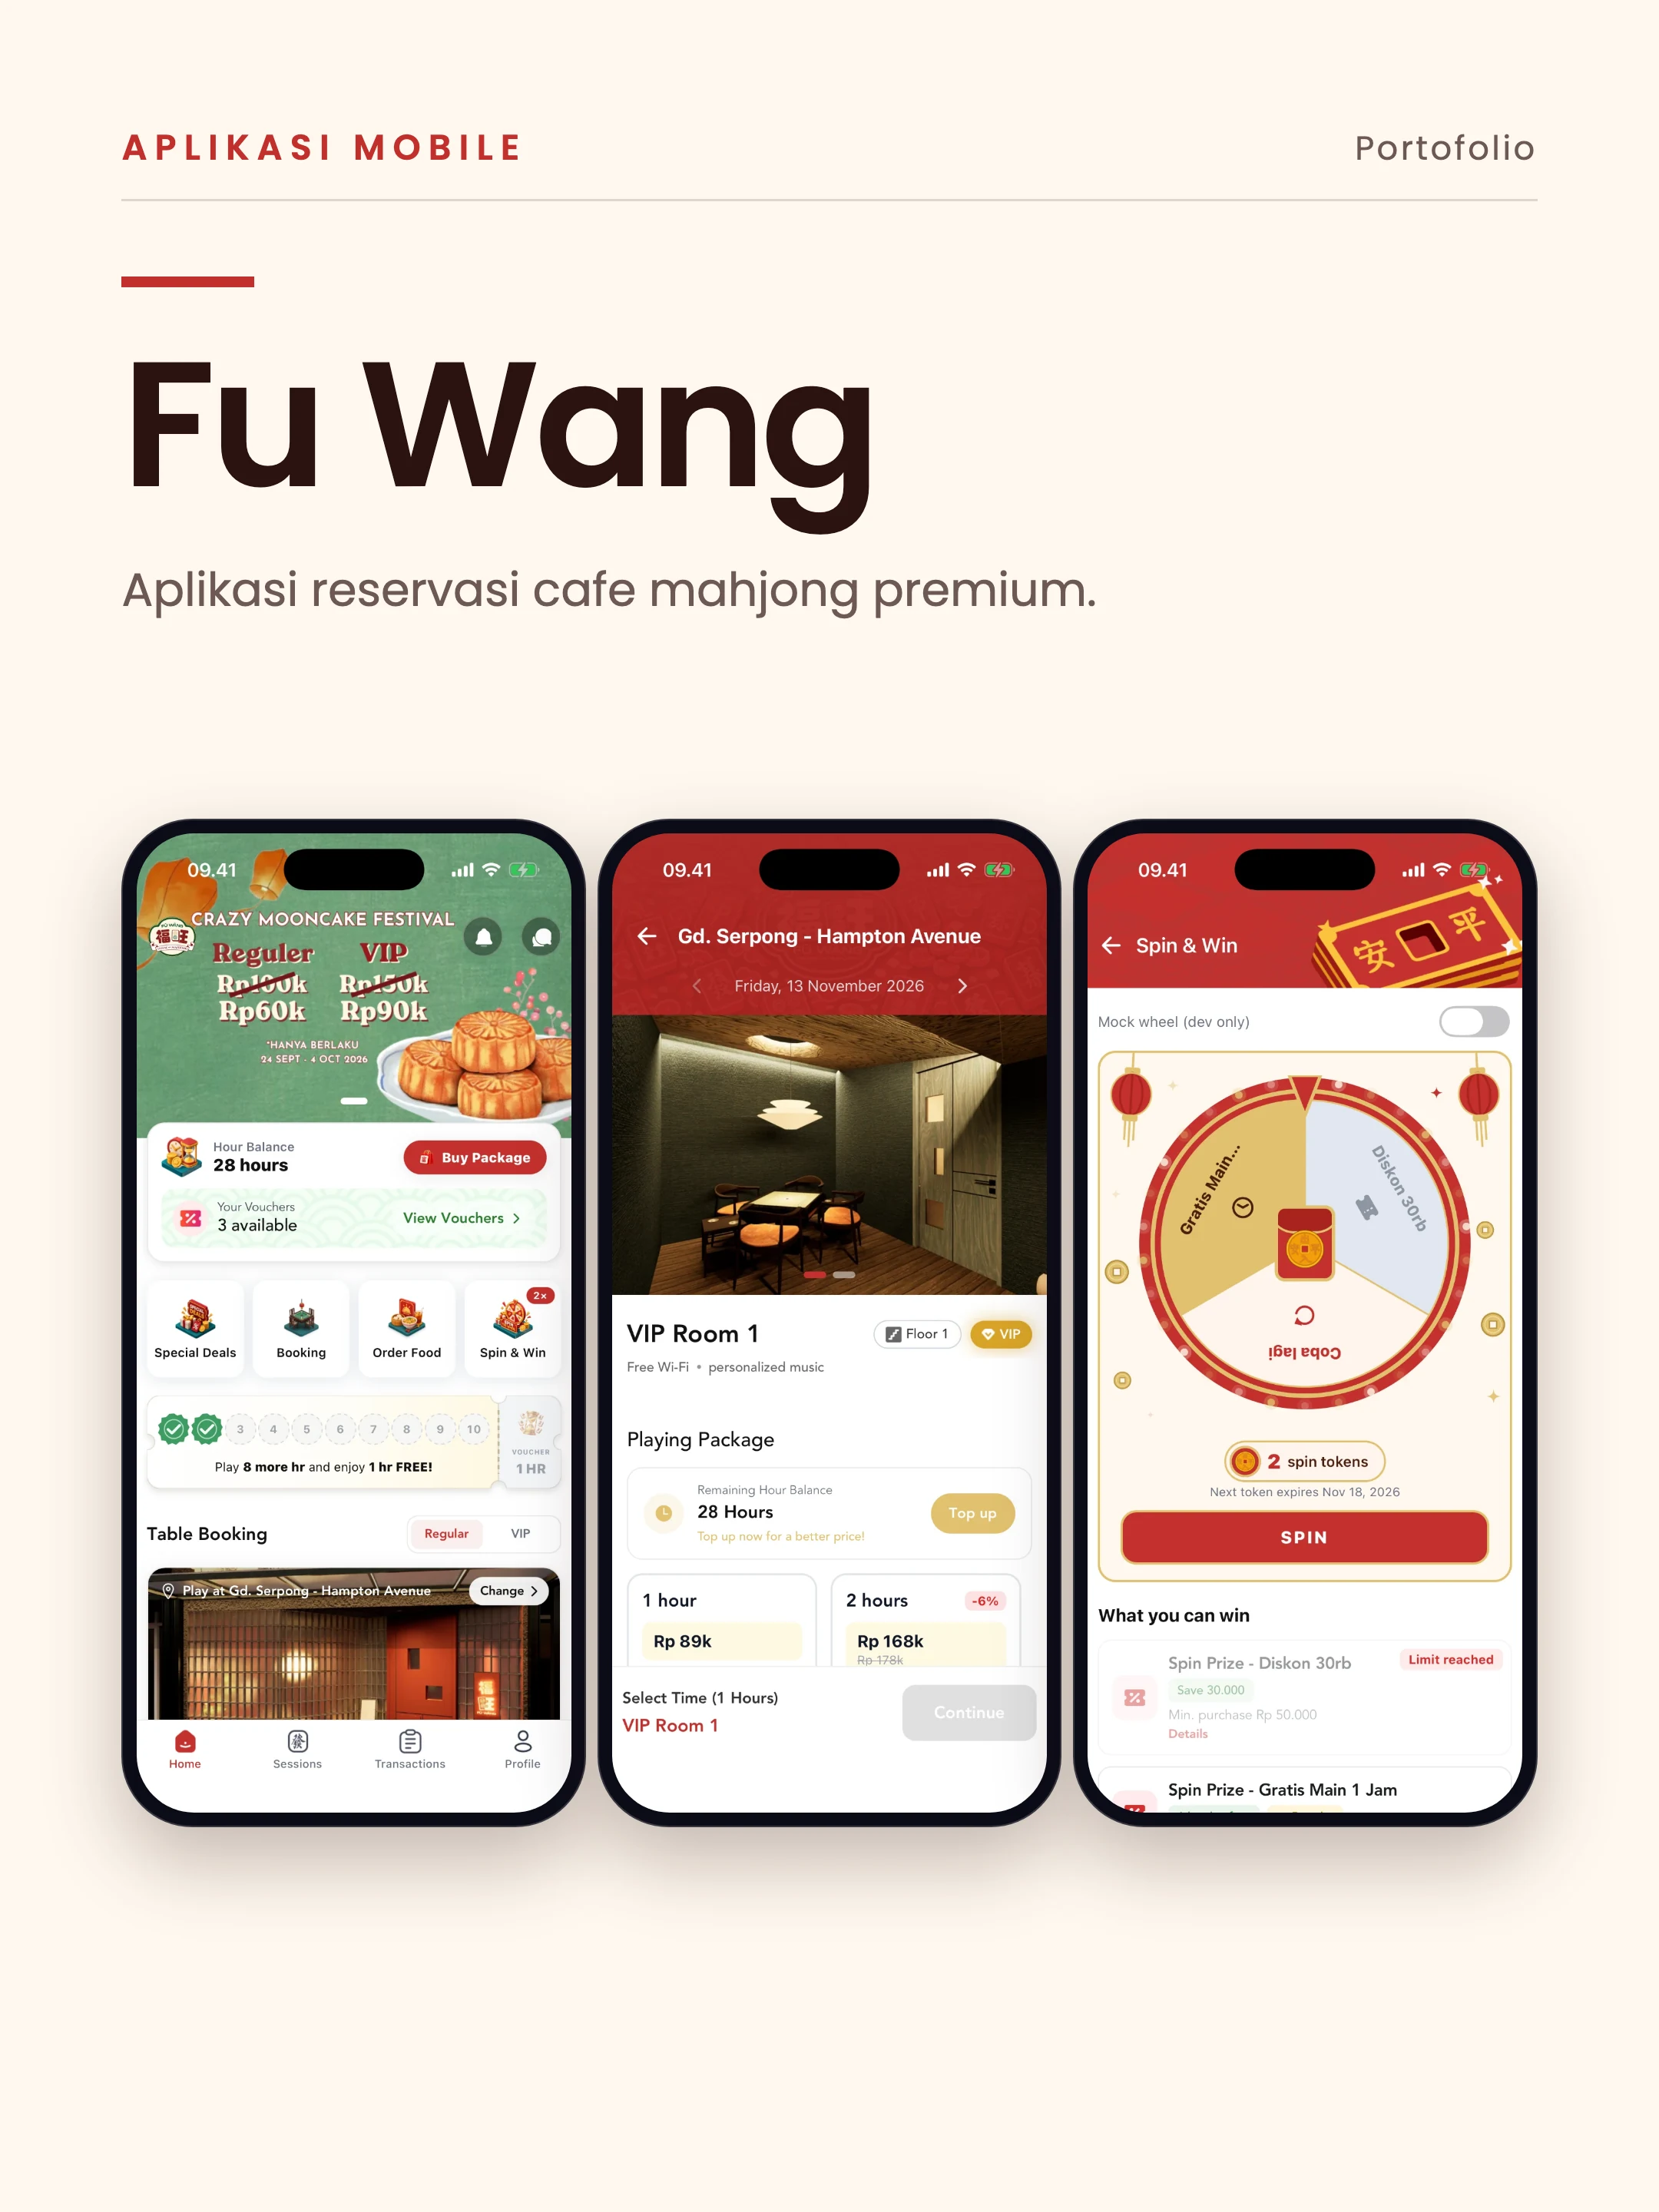 APLIKASI MOBILE
Portofolio
Fu Wang
Aplikasi reservasi cafe mahjong premium.
09.41
CRAZY MOONCAKE FESTIVAL
FU WANG
福旺
Reguler VIP
Rp100k Rp150k
Rp60k Rp90k
*HANYA BERLAKU
24 SEPT - 4 OCT 2026
Hour Balance
28 hours
Buy Package
Your Vouchers
3 available
View Vouchers
Special Deals
Booking
Order Food
2×
Spin & Win
3 4 5 6 7 8 9 10
Play 8 more hr and enjoy 1 hr FREE!
VOUCHER
1 HR
Table Booking
Regular
VIP
Play at Gd. Serpong - Hampton Avenue
Change
福旺
Home
發
Sessions
Transactions
Profile
09.41
Gd. Serpong - Hampton Avenue
Friday, 13 November 2026
VIP Room 1
Floor 1
VIP
Free Wi-Fi • personalized music
Playing Package
Remaining Hour Balance
28 Hours
Top up now for a better price!
Top up
1 hour
Rp 89k
2 hours
-6%
Rp 168k
Rp 178k
Select Time (1 Hours)
VIP Room 1
Continue
09.41
Spin & Win
安平
Mock wheel (dev only)
Gratis Main...
Diskon 30rb
Coba lagi
2 spin tokens
Next token expires Nov 18, 2026
SPIN
What you can win
Spin Prize - Diskon 30rb
Limit reached
Save 30.000
Min. purchase Rp 50.000
Details
Spin Prize - Gratis Main 1 Jam